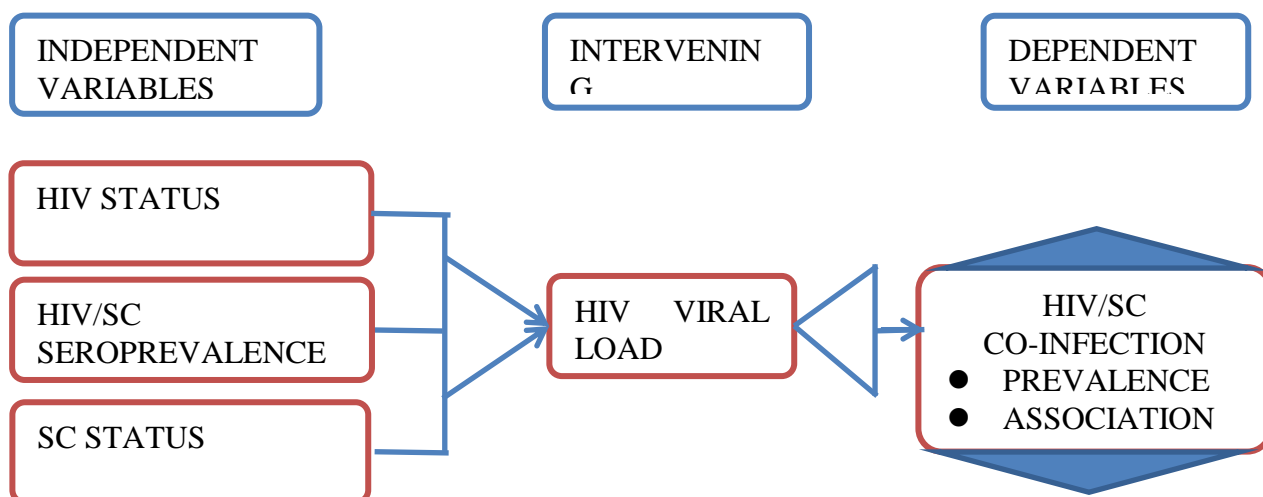 INDEPENDENT
VARIABLES
INTERVENIN
G
DEPENDENT
VARIABLES
HIV STATUS
HIV/SC
SEROPREVALENCE
SC STATUS
HIV VIRAL
LOAD
HIV/SC
CO-INFECTION
● PREVALENCE
● ASSOCIATION